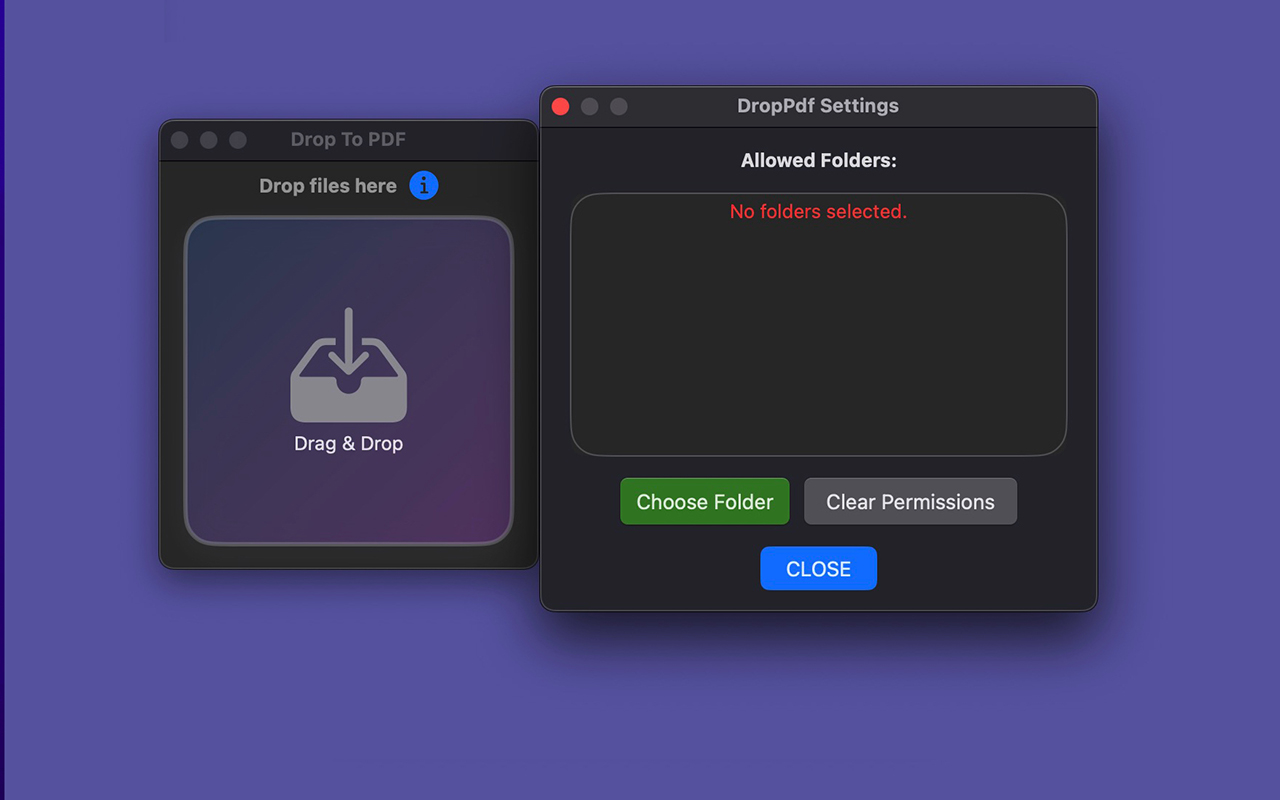 Drop To PDF
Drop files here
Drag & Drop
DropPdf Settings
Allowed Folders:
No folders selected.
Choose Folder
Clear Permissions
CLOSE